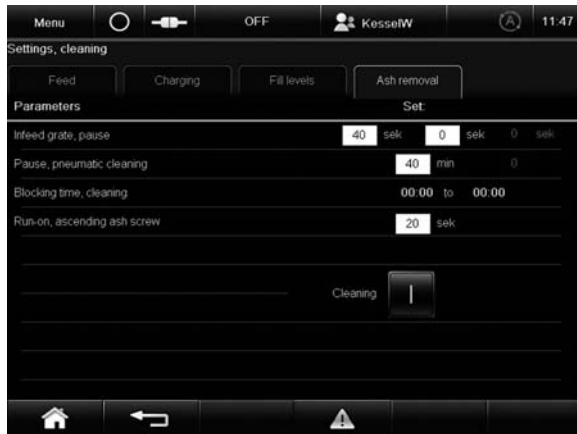 Menu OFF KesselW (A) 11:47
Settings, cleaning
Feed Charging Fill levels Ash removal
Parameters Set:
Infeed grate, pause 40 sek 0 sek 0 sek
Pause, pneumatic cleaning 40 min 0
Blocking time, cleaning 00:00 to 00:00
Run-on, ascending ash screw 20 sek
Cleaning I